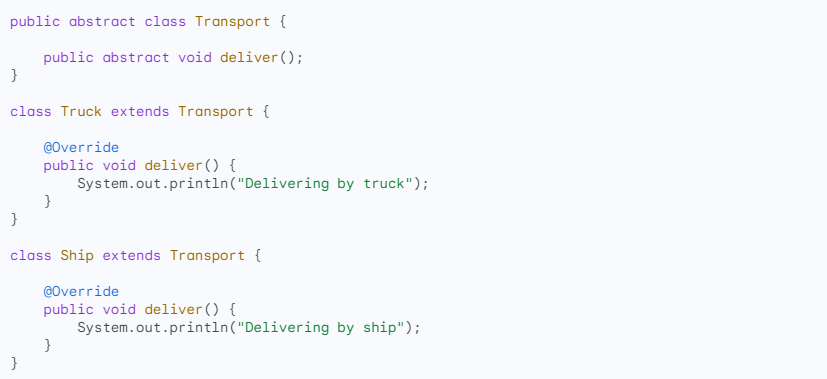 public abstract class Transport {
    public abstract void deliver();
}
class Truck extends Transport {
    @Override
    public void deliver() {
        System.out.println("Delivering by truck");
    }
}
class Ship extends Transport {
    @Override
    public void deliver() {
        System.out.println("Delivering by ship");
    }
}